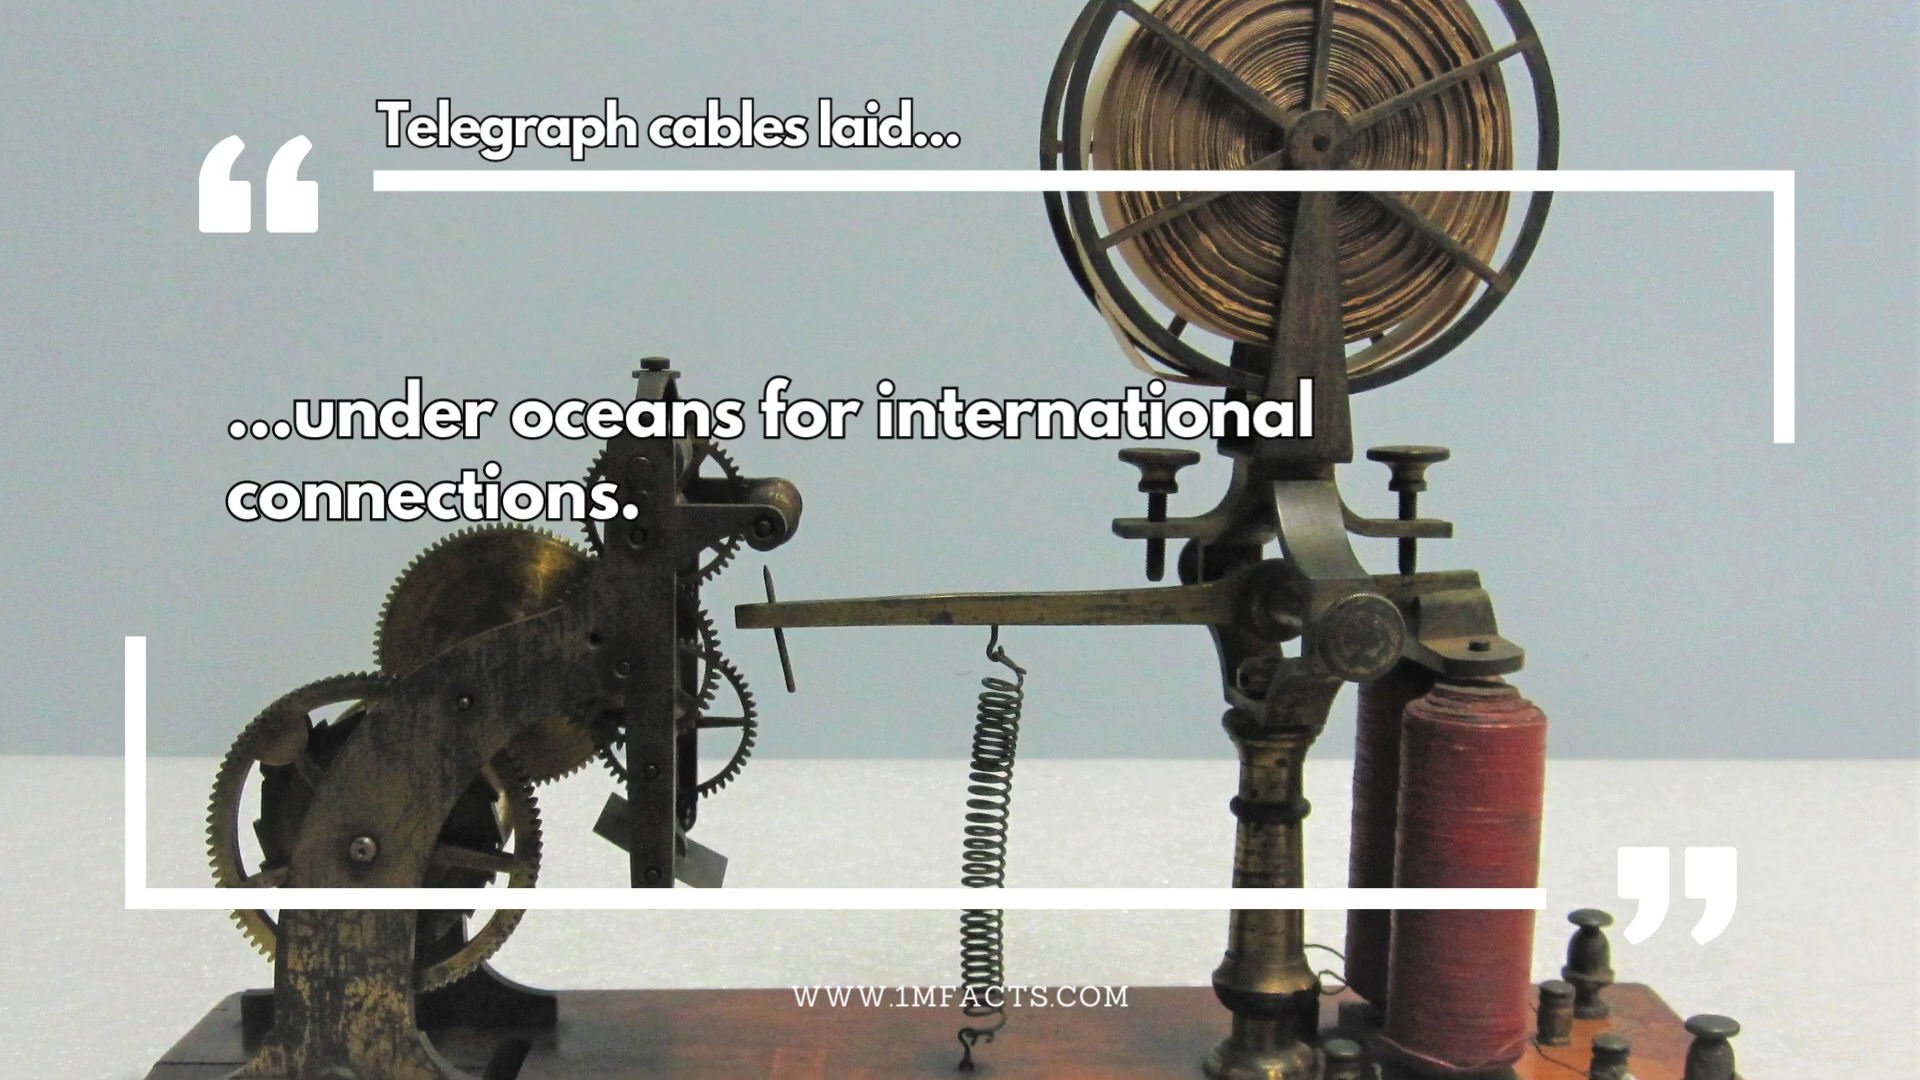 Telegraph cables laid...
...under oceans for international
connections.
WWW.1MFACTS.COM